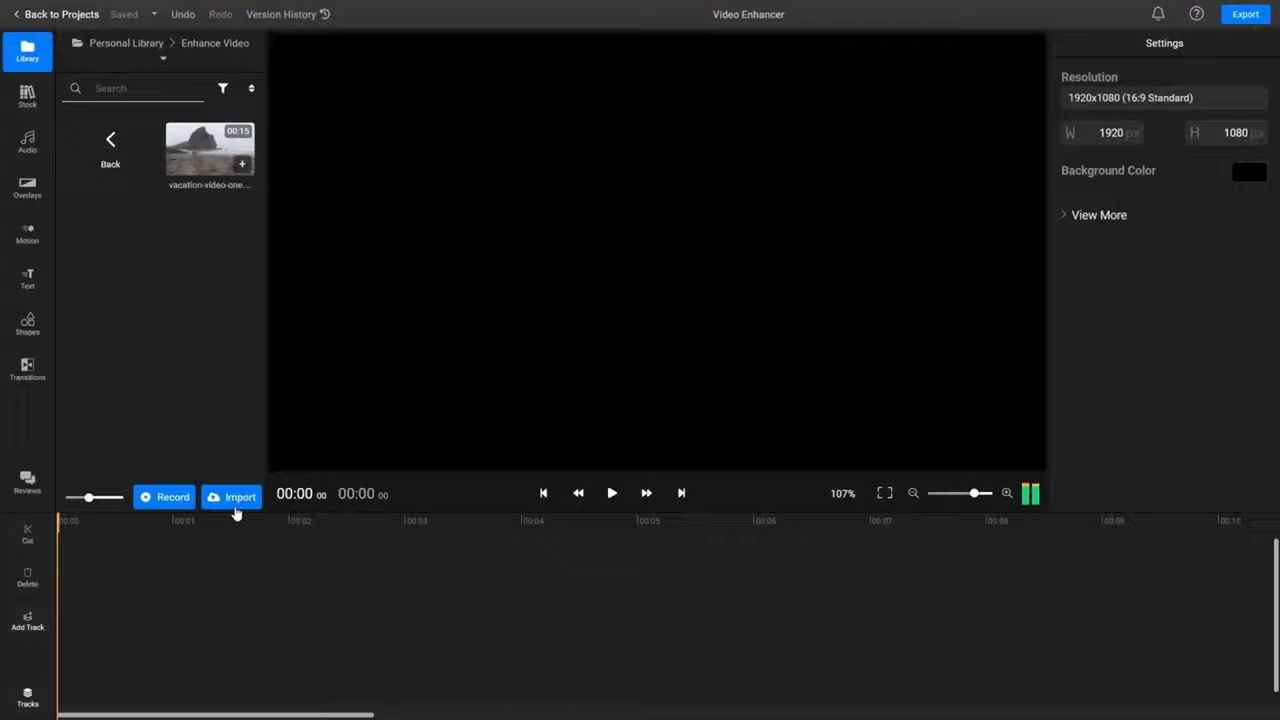 Back to Projects Saved Undo Redo Version History Video Enhancer Export
Library
Personal Library Enhance Video
Settings
Search
Resolution
1920x1080 (16:9 Standard)
W 1920 px H 1080 px
Background Color
View More
Stock
Audio
Overlays
Motion
Text
Shapes
Transitions
Reviews
Back
00:15
vacation-video-one...
Record Import 00:00 00 00:00 00 107%
00:00 00:01 00:02 00:03 00:04 00:05 00:06 00:07 00:08 00:09 00:10
Cut
Delete
Add Track
Tracks